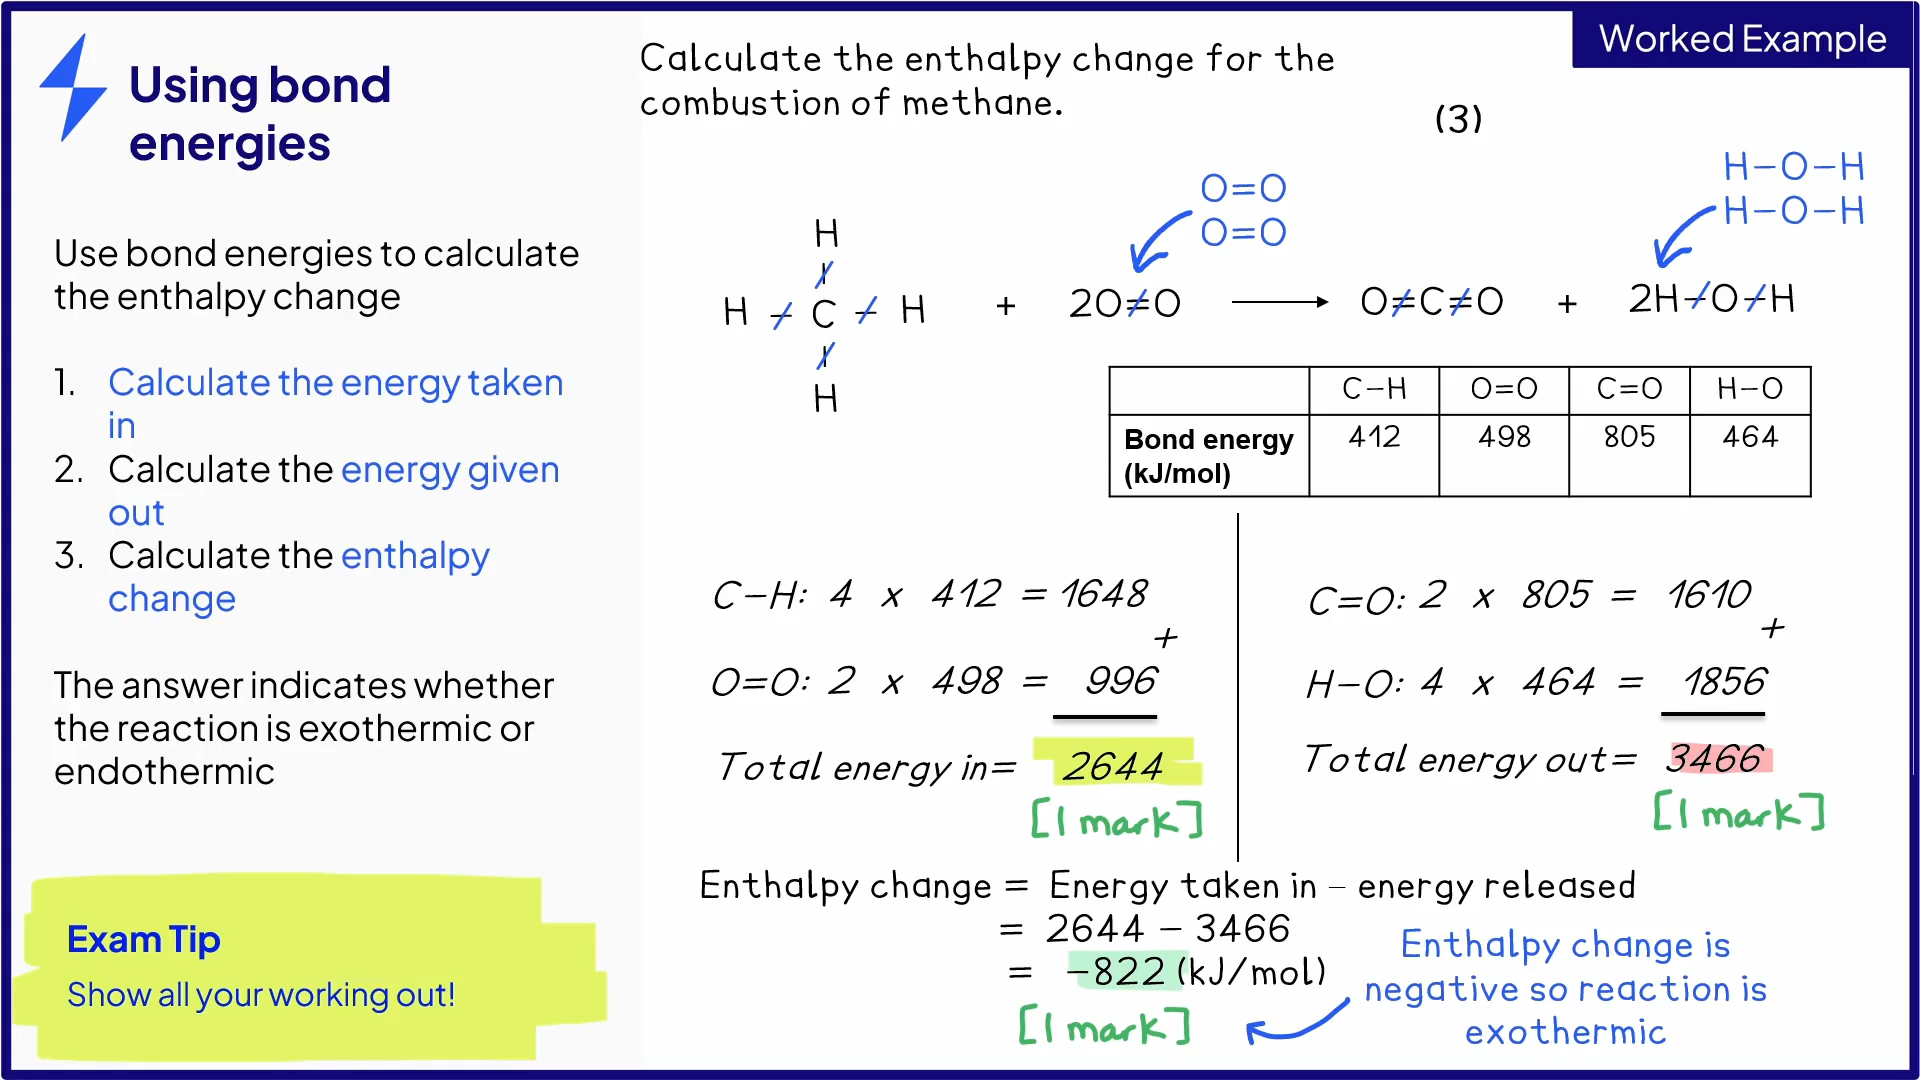 Worked Example
Using bond
energies
Use bond energies to calculate
the enthalpy change
1. Calculate the energy taken
in
2. Calculate the energy given
out
3. Calculate the enthalpy
change
The answer indicates whether
the reaction is exothermic or
endothermic
Exam Tip
Show all your working out!
Calculate the enthalpy change for the
combustion of methane.
(3)
O=O
O=O
H-O-H
H-O-H
H
H - C - H + 2O=O → O=C=O + 2H-O-H
H
C-H O=O C=O H-O
Bond energy 412 498 805 464
(kJ/mol)
C-H: 4 x 412 = 1648
+
O=O: 2 x 498 = 996
Total energy in= 2644
[1 mark]
C=O: 2 x 805 = 1610
+
H-O: 4 x 464 = 1856
Total energy out= 3466
[1 mark]
Enthalpy change = Energy taken in - energy released
= 2644 - 3466
= -822 (kJ/mol)
[1 mark]
Enthalpy change is
negative so reaction is
exothermic